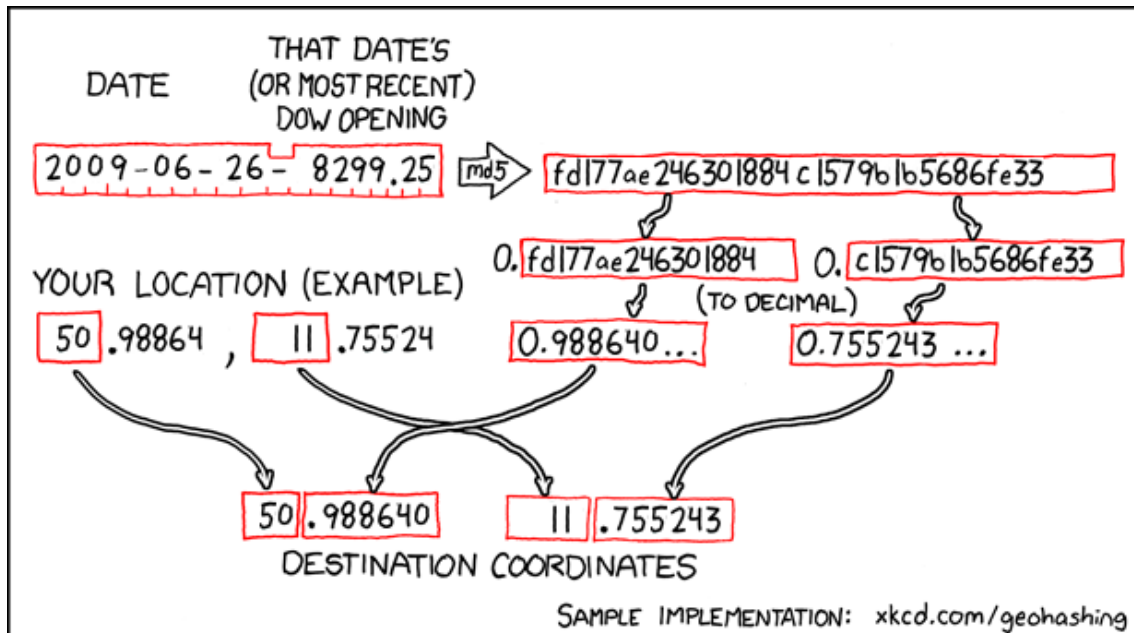 DATE
THAT DATE'S
(OR MOST RECENT)
DOW OPENING
2009-06-26-8299.25
md5
fd177ae246301884c1579b1b5686fe33
0.fd177ae246301884
0.c1579b1b5686fe33
YOUR LOCATION (EXAMPLE)
(TO DECIMAL)
50.98864, 11.75524
0.988640...
0.755243...
50.988640
11.755243
DESTINATION COORDINATES
SAMPLE IMPLEMENTATION: xkcd.com/geohashing